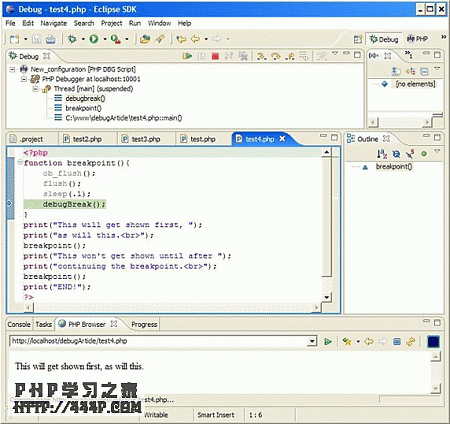 Debug - test4.php - Eclipse SDK
File Edit Navigate Search Project Run Window Help
Debug PHP
Debug
New_configuration [PHP DBG Script]
PHP Debugger at localhost:10001
Thread [main] (suspended)
debugbreak()
breakpoint()
C:\www\debugArticle\test4.php::main()
(x)= 1
[no elements]
.project test2.php test3.php test.php test4.php
<?php
function breakpoint(){
ob_flush();
flush();
sleep(.1);
debugBreak();
}
print("This will get shown first, ");
print("as will this.<br>");
breakpoint();
print("This won't get shown until after ");
print("continuing the breakpoint.<br>");
breakpoint();
print("END!");
?>
Outline
breakpoint()
Console Tasks PHP Browser Progress
http://localhost/debugArticle/test4.php
This will get shown first, as will this.
PHP学习之家
HTTP://444P.COM
test4.php...
Writable Smart Insert 1 : 6